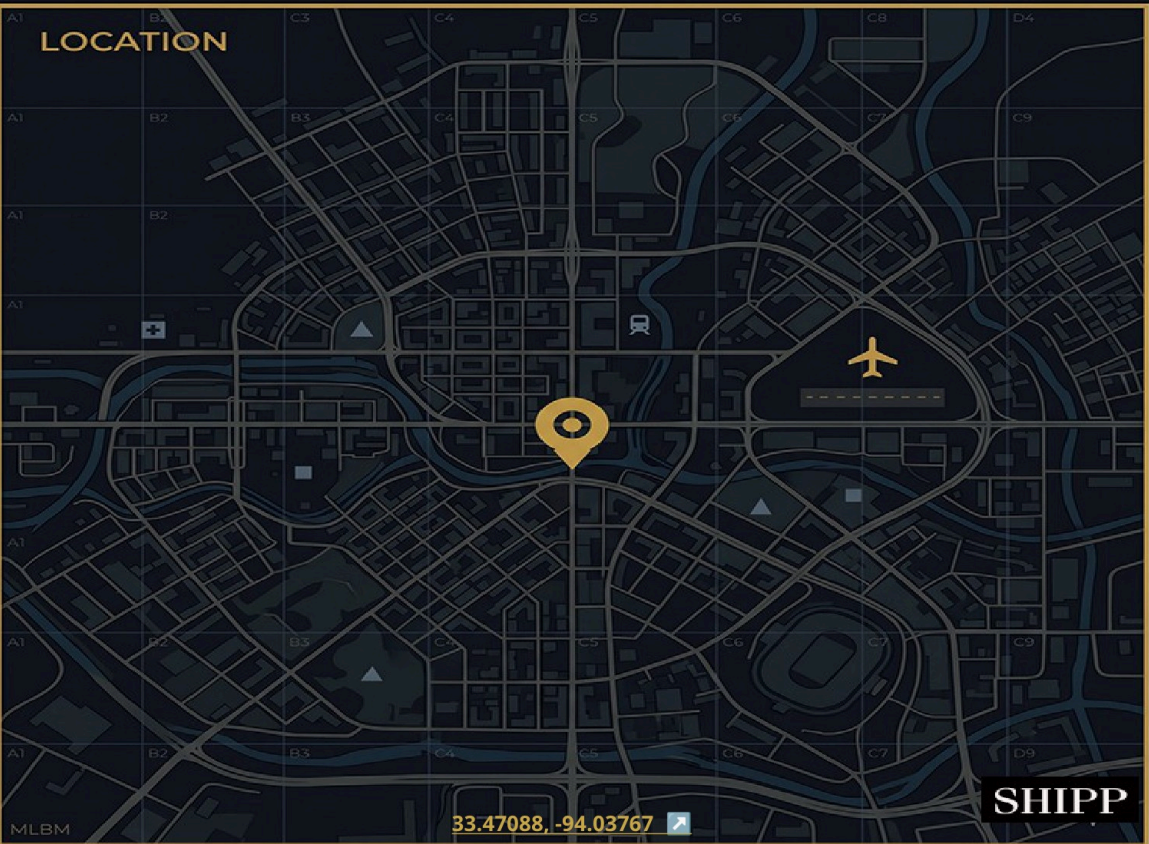 A1 B2 C3 C4 C5 C6 C8 D4
LOCATION
A1 B2 B3 C4 C5 C6 C7 C9
A1 B2
A1
A1
A1 B2 B3 C4 C5 C6 C7 C9
A1 B2 B3 C4 C5 C6 C7 D9
SHIPP
MLBM
33.47088, -94.03767